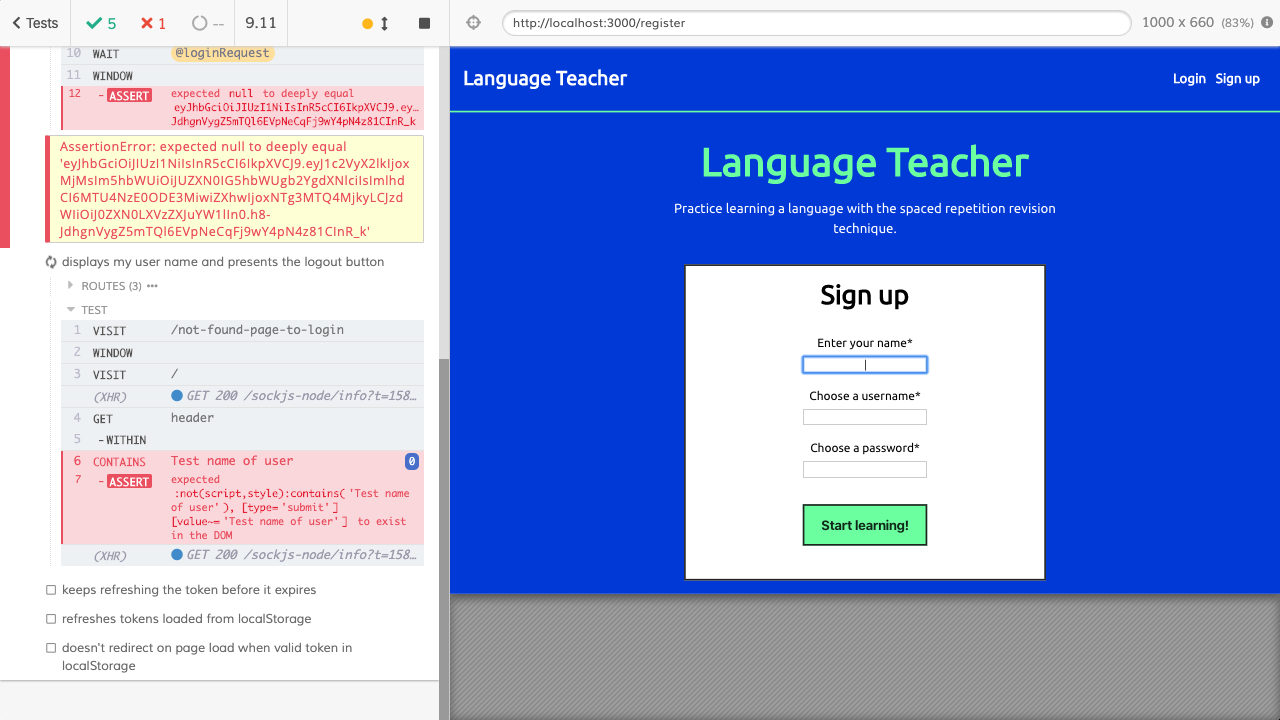 Tests
5
1
--
9.11
http://localhost:3000/register
1000 x 660 (83%)
10 WAIT @loginRequest
11 WINDOW
12 - ASSERT expected null to deeply equal
eyJhbGciOiJIUzI1NiIsInR5cCI6IkpXVCJ9.ey…
JdhgnVygZ5mTQl6EVpNeCqFj9wY4pN4z81CInR_k
AssertionError: expected null to deeply equal
'eyJhbGciOiJIUzI1NiIsInR5cCI6IkpXVCJ9.eyJ1c2VyX2lkIjox
MjMsIm5hbWUiOiJUZXN0IG5hbWUgb2YgdXNlciIsImlhd
CI6MTU4NzE0ODE3MiwiZXhwIjoxNTg3MTQ4MjkyLCJzd
WIiOiJ0ZXN0LXVzZXJuYW1lIn0.h8-
JdhgnVygZ5mTQl6EVpNeCqFj9wY4pN4z81CInR_k'
displays my user name and presents the logout button
ROUTES (3) •••
TEST
1 VISIT /not-found-page-to-login
2 WINDOW
3 VISIT /
(XHR) GET 200 /sockjs-node/info?t=158…
4 GET header
5 - WITHIN
6 CONTAINS Test name of user 0
7 - ASSERT expected
:not(script,style):contains('Test name
of user'), [type='submit']
[value~='Test name of user'] to exist
in the DOM
(XHR) GET 200 /sockjs-node/info?t=158…
keeps refreshing the token before it expires
refreshes tokens loaded from localStorage
doesn't redirect on page load when valid token in
localStorage
Language Teacher
Login Sign up
Language Teacher
Practice learning a language with the spaced repetition revision
technique.
Sign up
Enter your name*
Choose a username*
Choose a password*
Start learning!